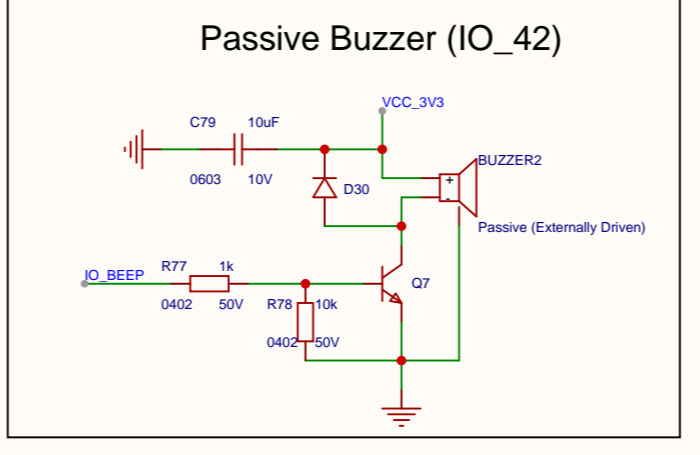 Passive Buzzer (IO_42)
VCC_3V3
C79 10uF
0603 10V
D30
BUZZER2
+
-
Passive (Externally Driven)
IO_BEEP
R77 1k
0402 50V
R78 10k
0402 50V
Q7